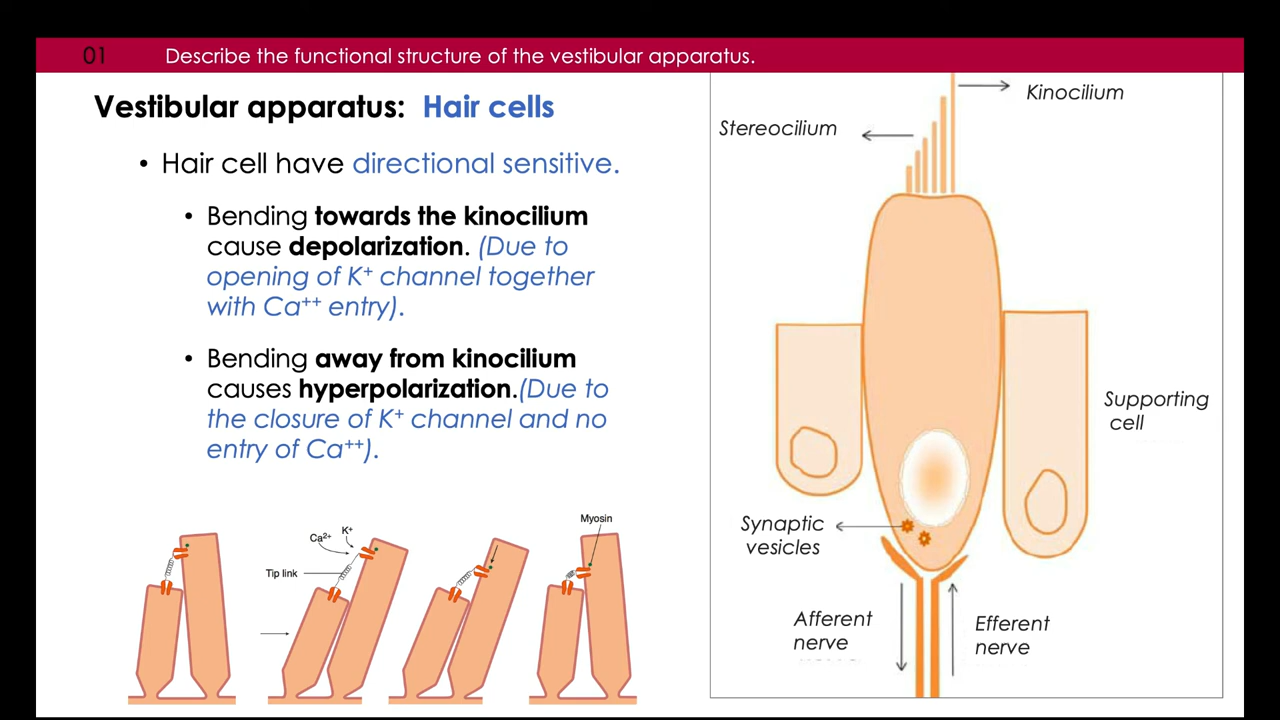 01 Describe the functional structure of the vestibular apparatus.
Vestibular apparatus: Hair cells
• Hair cell have directional sensitive.
• Bending towards the kinocilium
cause depolarization. (Due to
opening of K⁺ channel together
with Ca⁺⁺ entry).
• Bending away from kinocilium
causes hyperpolarization.(Due to
the closure of K⁺ channel and no
entry of Ca⁺⁺).
Myosin
K⁺
Ca²⁺
Tip link
Kinocilium
Stereocilium
Supporting
cell
Synaptic
vesicles
Afferent
nerve
Efferent
nerve